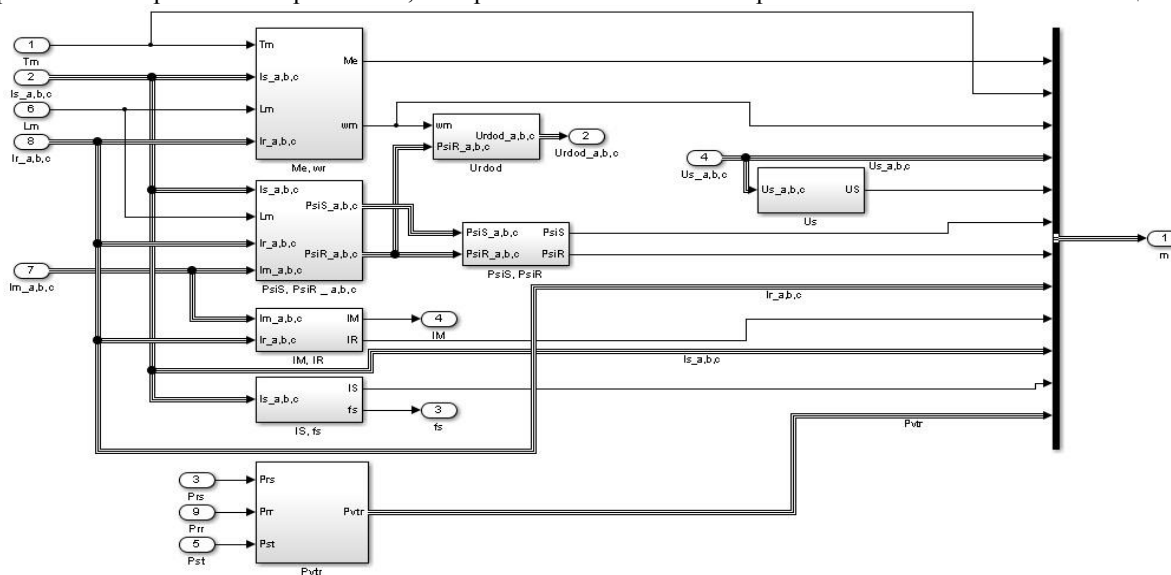 1
Tm
2
Is_a,b,c
6
Lm
8
Ir_a,b,c
7
Im_a,b,c
Tm
Is_a,b,c
Lm
Ir_a,b,c
Me
wm
Me, wr
Is_a,b,c
Lm
Ir_a,b,c
Im_a,b,c
PsiS_a,b,c
PsiR_a,b,c
PsiS, PsiR _ a,b,c
wm
PsiR_a,b,c
Urdod_a,b,c
Urdod
2
Urdod_a,b,c
PsiS_a,b,c
PsiR_a,b,c
PsiS
PsiR
PsiS, PsiR
4
Us_a,b,c
Us_a,b,c
Us_a,b,c
US
Us
1
m
Im_a,b,c
Ir_a,b,c
IM
IR
IM, IR
4
IM
Ir_a,b,c
Is_a,b,c
Is_a,b,c
IS
fs
IS, fs
3
fs
Pvtr
3
Prs
9
Prr
5
Pst
Prs
Prr
Pst
Pvtr
Pvtr